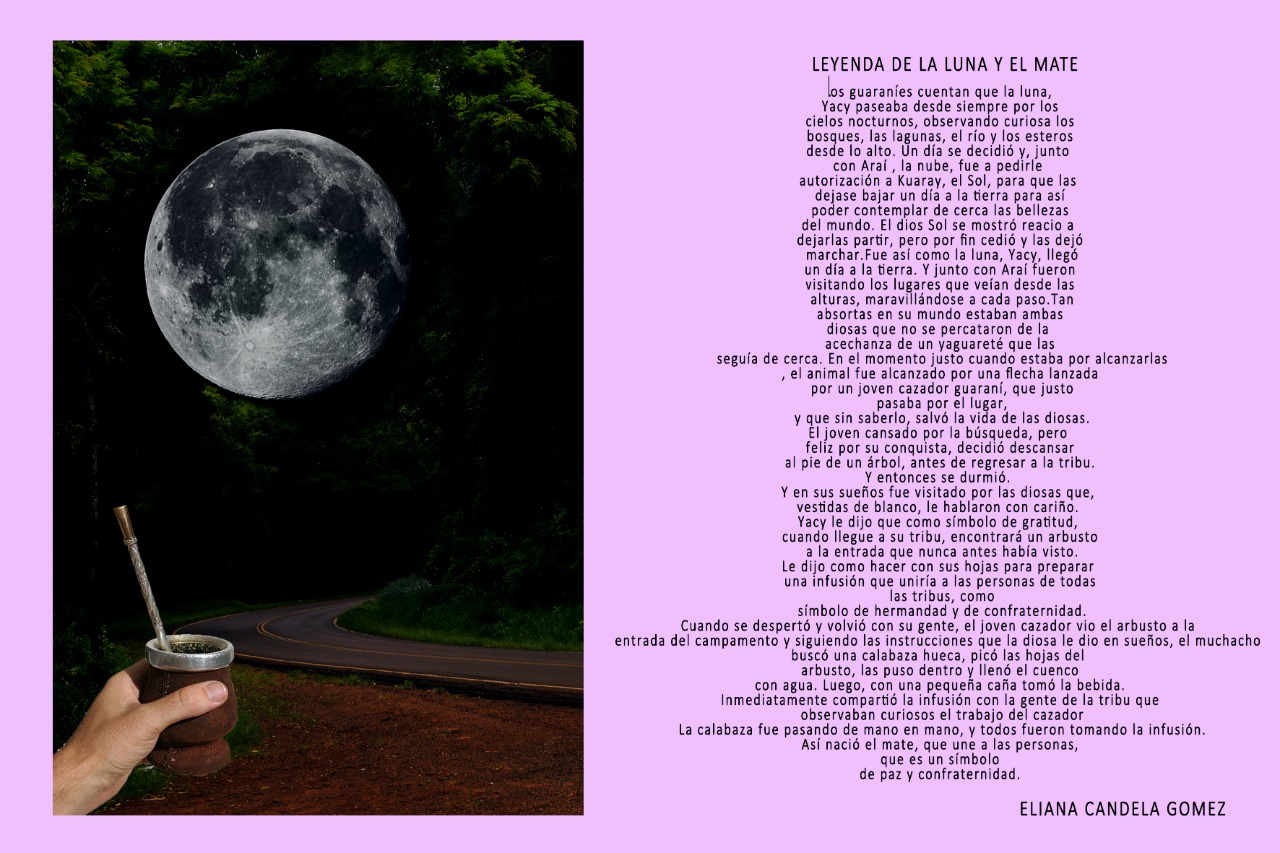 LEYENDA DE LA LUNA Y EL MATE
los guaraníes cuentan que la luna,
Yacy paseaba desde siempre por los
cielos nocturnos, observando curiosa los
bosques, las lagunas, el río y los esteros
desde lo alto. Un día se decidió y, junto
con Araí , la nube, fue a pedirle
autorización a Kuaray, el Sol, para que las
dejase bajar un día a la tierra para así
poder contemplar de cerca las bellezas
del mundo. El dios Sol se mostró reacio a
dejarlas partir, pero por fin cedió y las dejó
marchar.Fue así como la luna, Yacy, llegó
un día a la tierra. Y junto con Araí fueron
visitando los lugares que veían desde las
alturas, maravillándose a cada paso.Tan
absortas en su mundo estaban ambas
diosas que no se percataron de la
acechanza de un yaguareté que las
seguía de cerca. En el momento justo cuando estaba por alcanzarlas
, el animal fue alcanzado por una flecha lanzada
por un joven cazador guaraní, que justo
pasaba por el lugar,
y que sin saberlo, salvó la vida de las diosas.
El joven cansado por la búsqueda, pero
feliz por su conquista, decidió descansar
al pie de un árbol, antes de regresar a la tribu.
Y entonces se durmió.
Y en sus sueños fue visitado por las diosas que,
vestidas de blanco, le hablaron con cariño.
Yacy le dijo que como símbolo de gratitud,
cuando llegue a su tribu, encontrará un arbusto
a la entrada que nunca antes había visto.
Le dijo como hacer con sus hojas para preparar
una infusión que uniría a las personas de todas
las tribus, como
símbolo de hermandad y de confraternidad.
Cuando se despertó y volvió con su gente, el joven cazador vio el arbusto a la
entrada del campamento y siguiendo las instrucciones que la diosa le dio en sueños, el muchacho
buscó una calabaza hueca, picó las hojas del
arbusto, las puso dentro y llenó el cuenco
con agua. Luego, con una pequeña caña tomó la bebida.
Inmediatamente compartió la infusión con la gente de la tribu que
observaban curiosos el trabajo del cazador
La calabaza fue pasando de mano en mano, y todos fueron tomando la infusión.
Así nació el mate, que une a las personas,
que es un símbolo
de paz y confraternidad.
ELIANA CANDELA GOMEZ